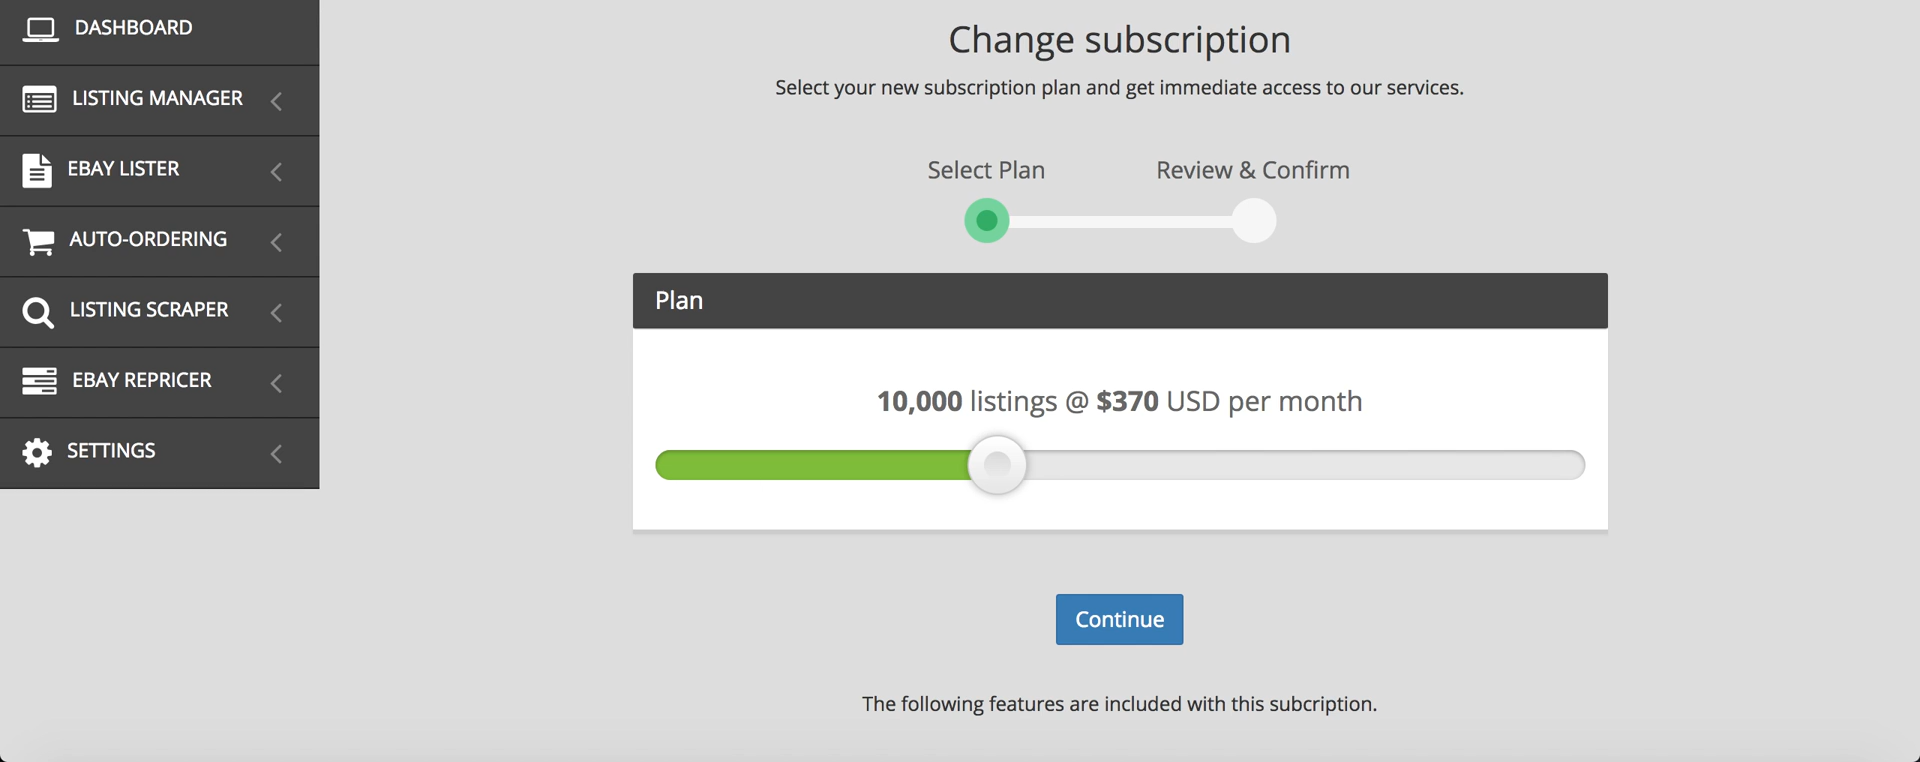 DASHBOARD
LISTING MANAGER
EBAY LISTER
AUTO-ORDERING
LISTING SCRAPER
EBAY REPRICER
SETTINGS
Change subscription
Select your new subscription plan and get immediate access to our services.
Select Plan
Review & Confirm
Plan
10,000 listings @ $370 USD per month
Continue
The following features are included with this subcription.